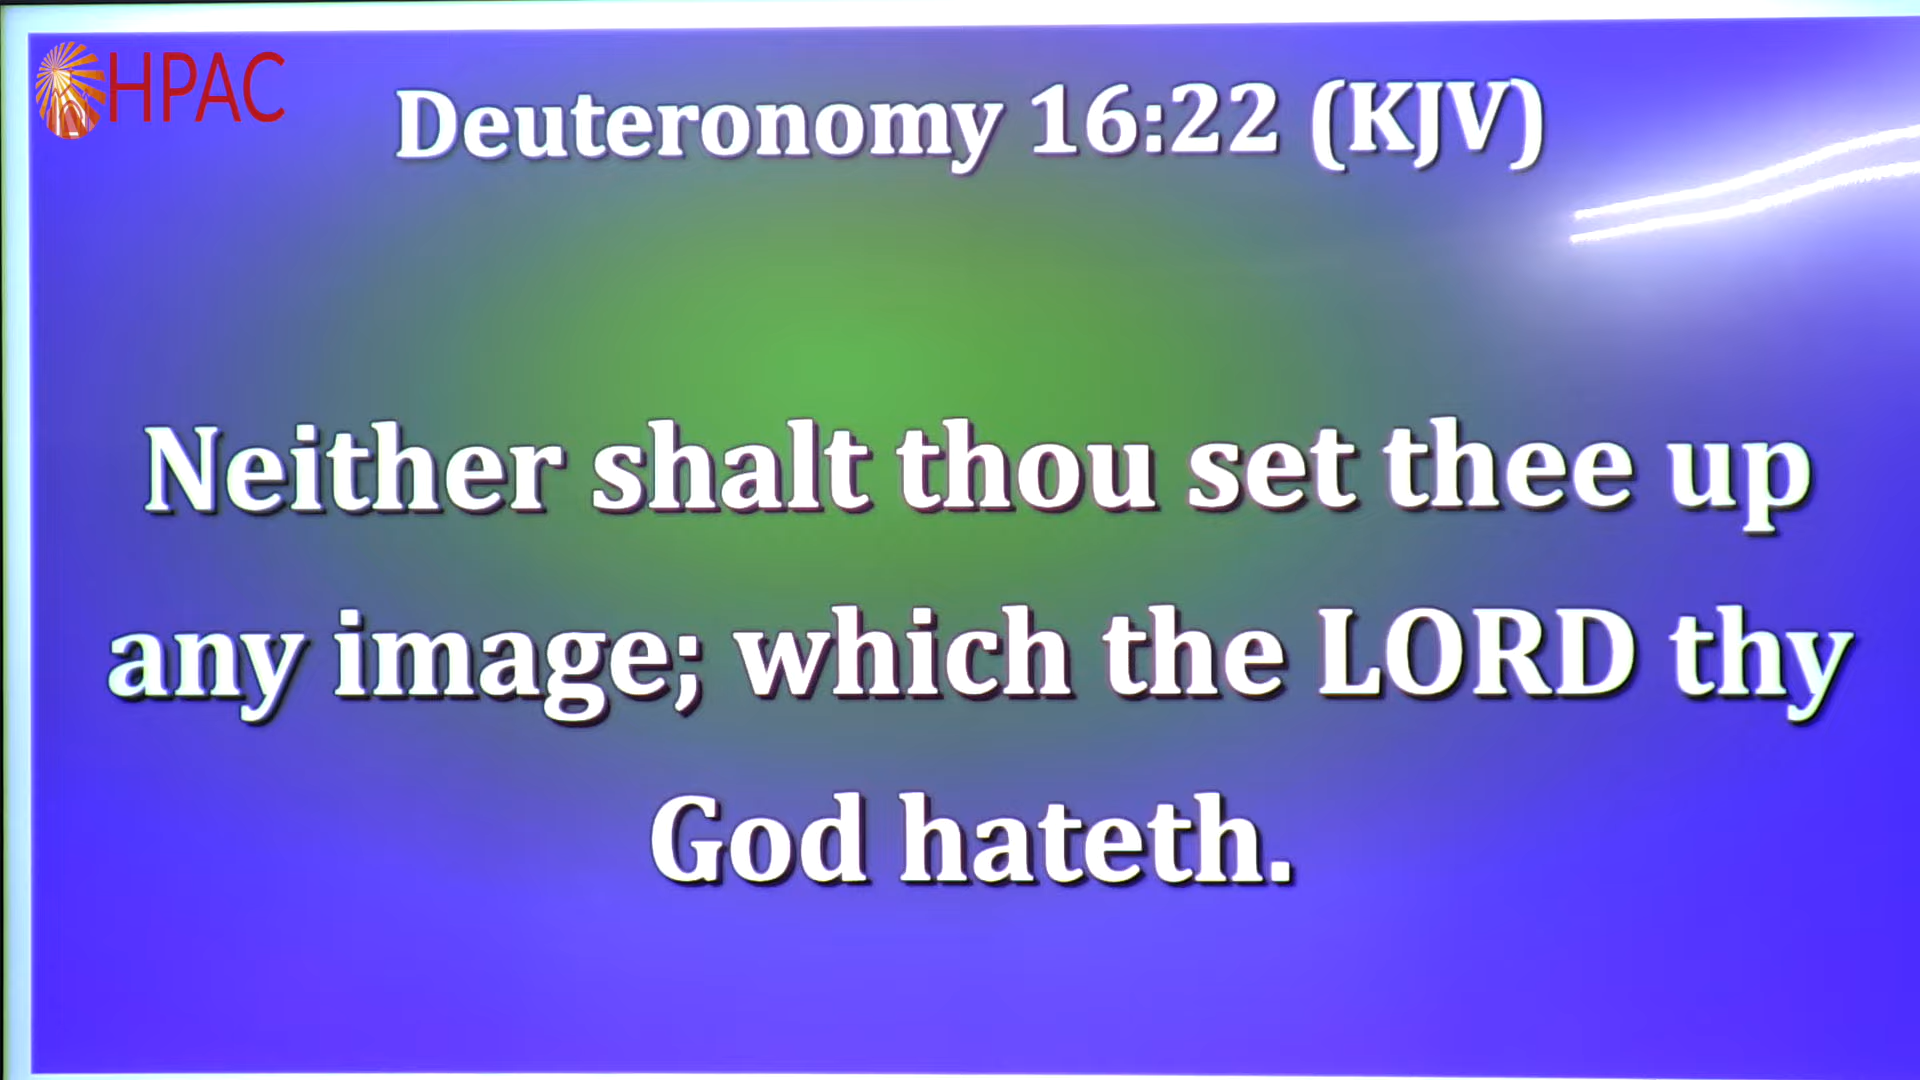 HPAC
Deuteronomy 16:22 (KJV)
Neither shalt thou set thee up
any image; which the LORD thy
God hateth.